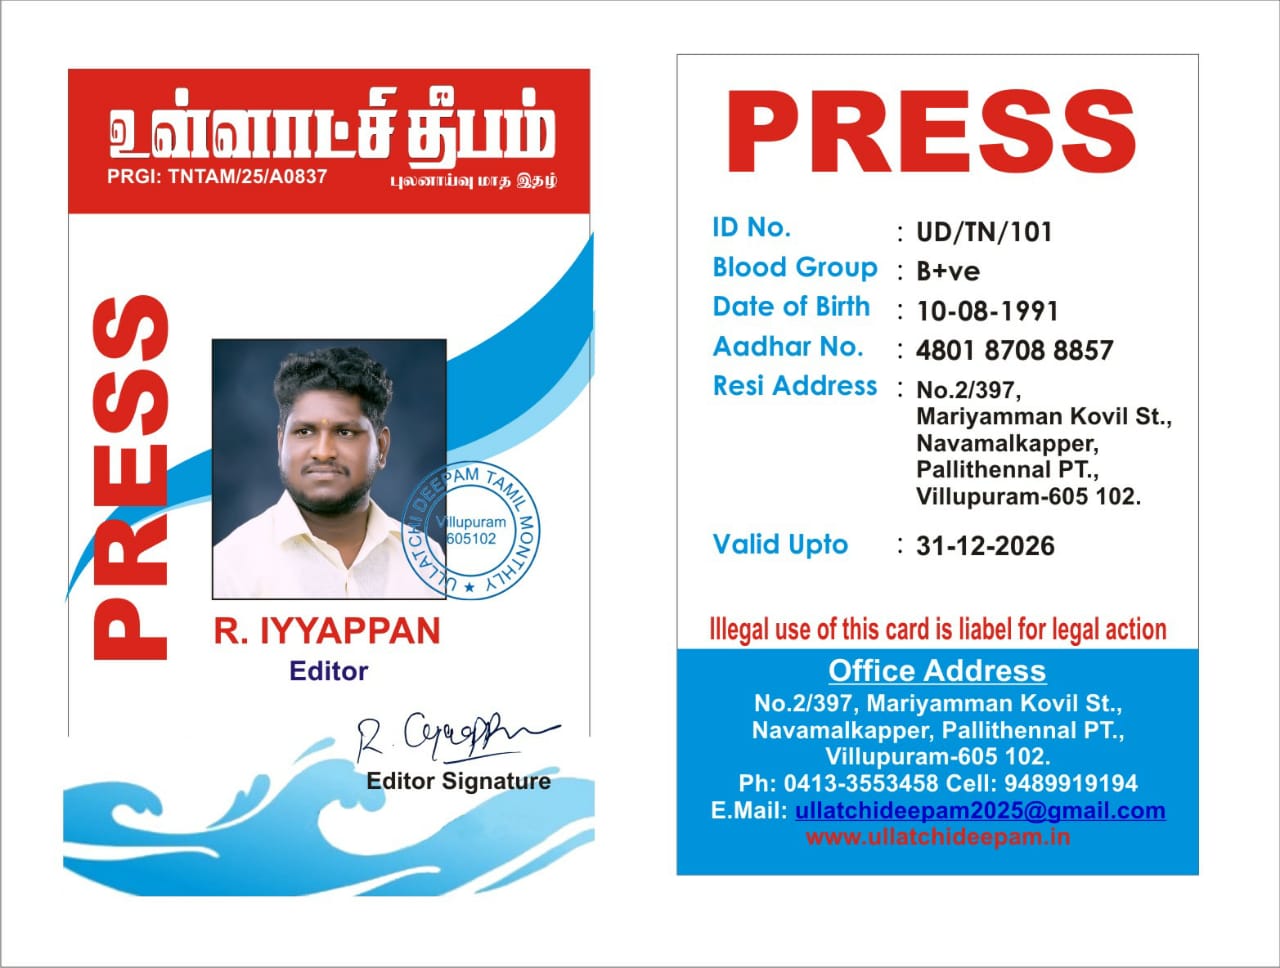 உள்ளாட்சி தீபம்
PRGI: TNTAM/25/A0837
புலனாய்வு மாத இதழ்
PRESS
ULLATCHI DEEPAM TAMIL MONTHLY ★
Villupuram
605102
R. IYYAPPAN
Editor
R. Iyyappan
Editor Signature
PRESS
ID No. : UD/TN/101
Blood Group : B+ve
Date of Birth : 10-08-1991
Aadhar No. : 4801 8708 8857
Resi Address : No.2/397,
Mariyamman Kovil St.,
Navamalkapper,
Pallithennal PT.,
Villupuram-605 102.
Valid Upto : 31-12-2026
Illegal use of this card is liabel for legal action
Office Address
No.2/397, Mariyamman Kovil St.,
Navamalkapper, Pallithennal PT.,
Villupuram-605 102.
Ph: 0413-3553458 Cell: 9489919194
E.Mail: ullatchideepam2025@gmail.com
www.ullatchideepam.in